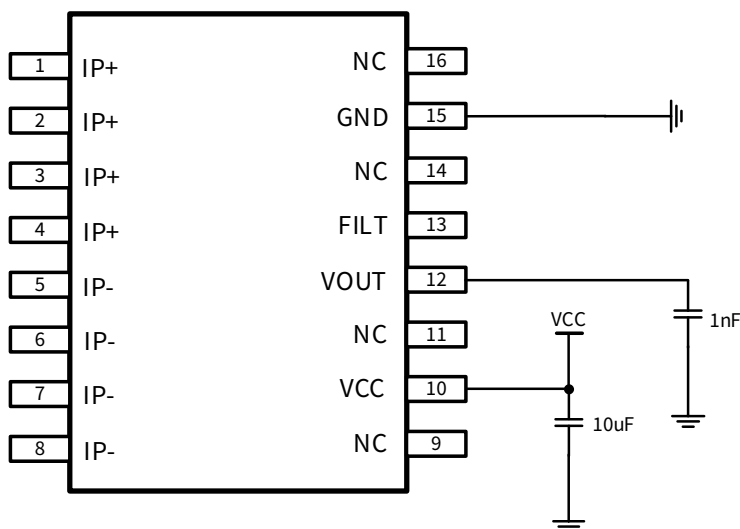 1 IP+ NC 16
2 IP+ GND 15
3 IP+ NC 14
4 IP+ FILT 13
5 IP- VOUT 12
6 IP- NC 11
7 IP- VCC 10
8 IP- NC 9
VCC
1nF
10uF